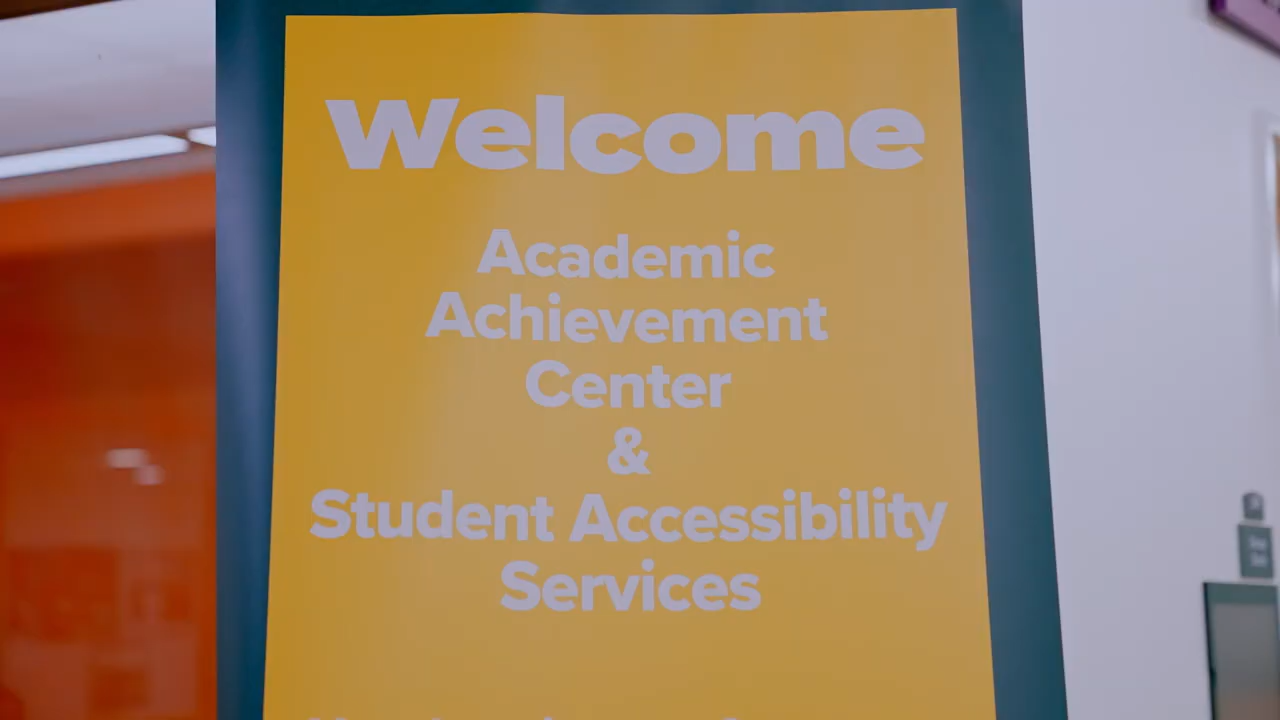 Welcome
Academic
Achievement
Center
&
Student Accessibility
Services